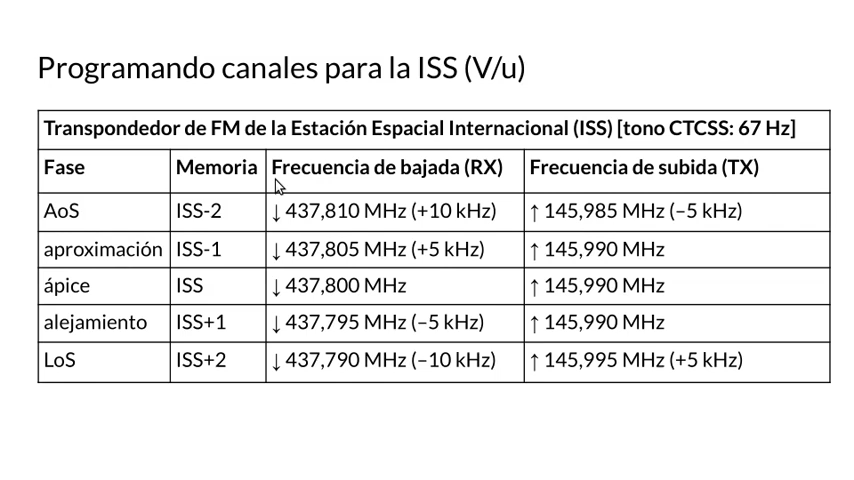 Programando canales para la ISS (V/u)
Transpondedor de FM de la Estación Espacial Internacional (ISS) [tono CTCSS: 67 Hz]
Fase Memoria Frecuencia de bajada (RX) Frecuencia de subida (TX)
AoS ISS-2 ↓ 437,810 MHz (+10 kHz) ↑ 145,985 MHz (–5 kHz)
aproximación ISS-1 ↓ 437,805 MHz (+5 kHz) ↑ 145,990 MHz
ápice ISS ↓ 437,800 MHz ↑ 145,990 MHz
alejamiento ISS+1 ↓ 437,795 MHz (–5 kHz) ↑ 145,990 MHz
LoS ISS+2 ↓ 437,790 MHz (–10 kHz) ↑ 145,995 MHz (+5 kHz)